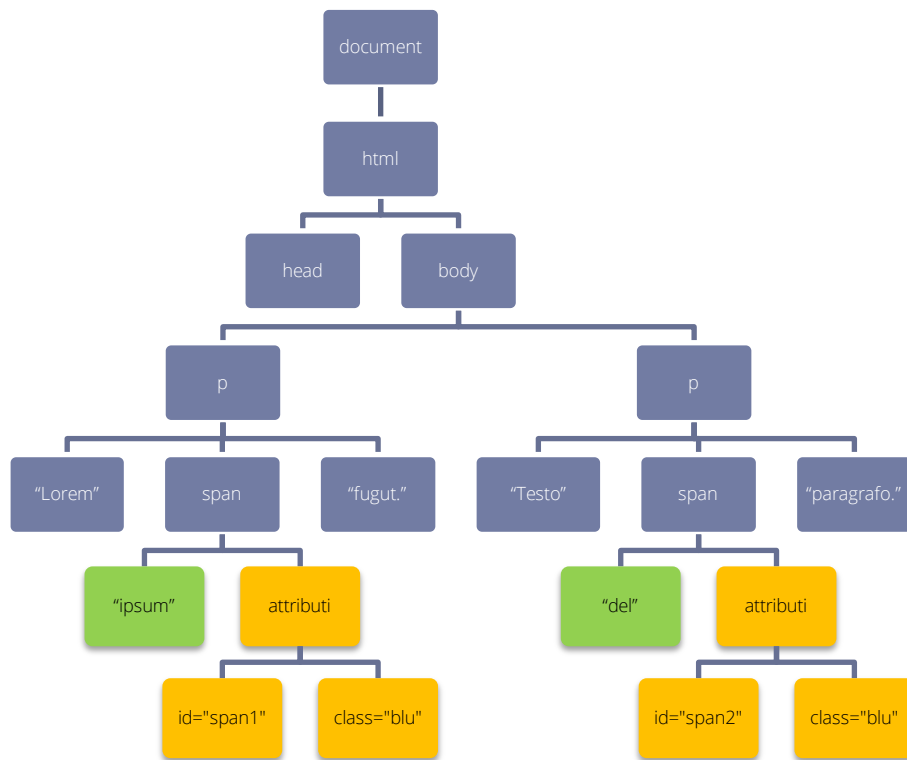 document
html
head
body
p
p
“Lorem”
span
“fugut.”
“Testo”
span
“paragrafo.”
“ipsum”
attributi
“del”
attributi
id="span1"
class="blu"
id="span2"
class="blu"